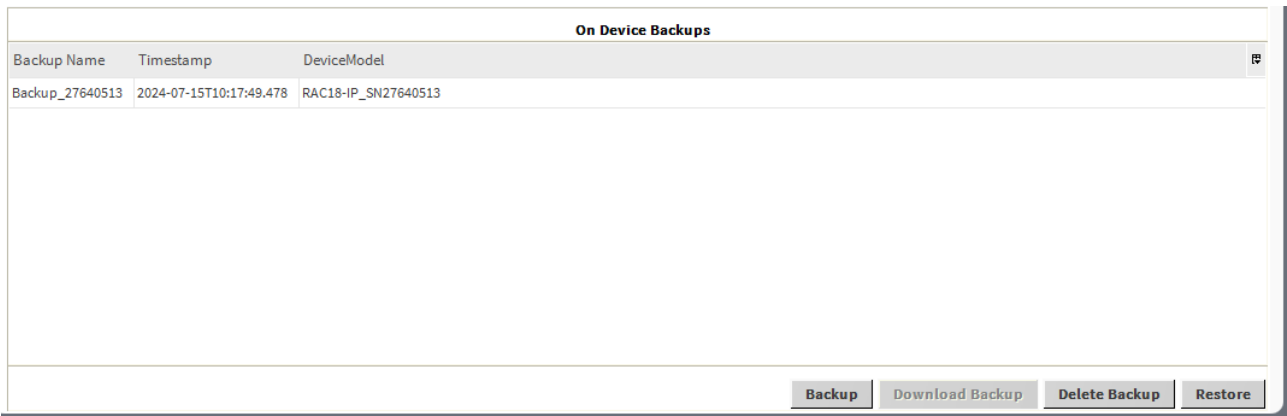 On Device Backups
Backup Name Timestamp DeviceModel
Backup_27640513 2024-07-15T10:17:49.478 RAC18-IP_SN27640513
Backup Download Backup Delete Backup Restore